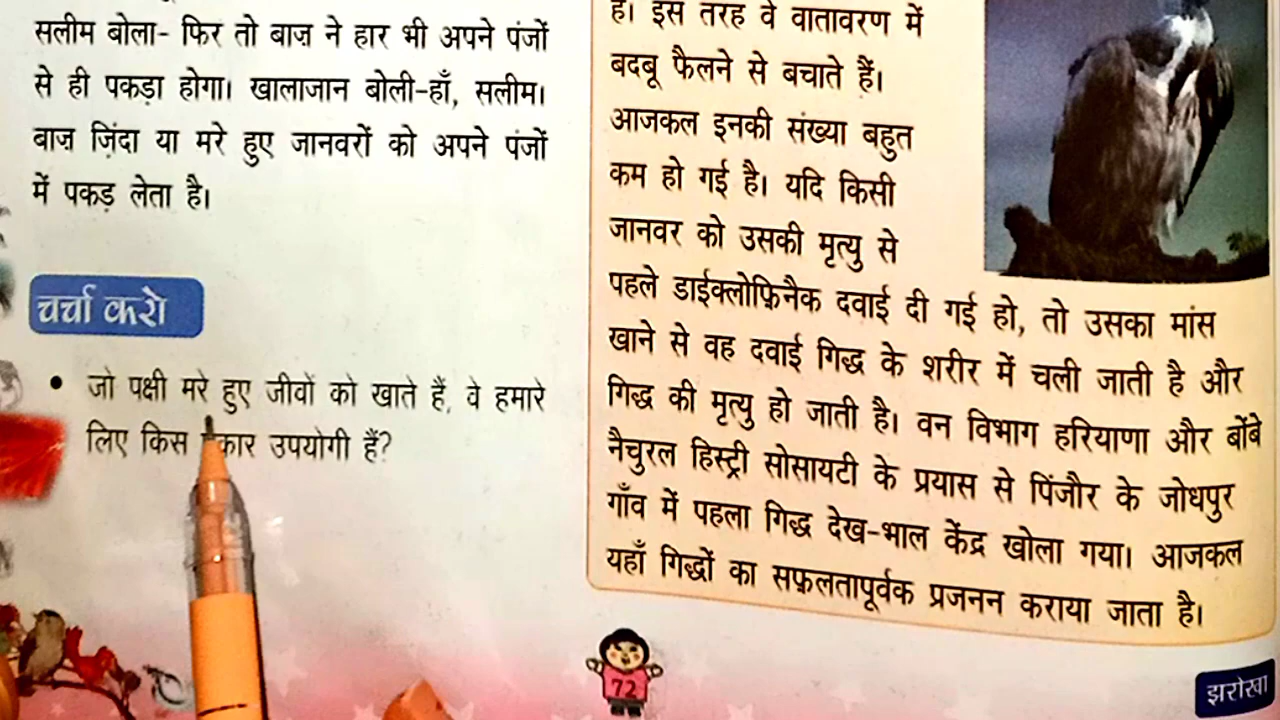 सलीम बोला- फिर तो बाज़ ने हार भी अपने पंजों
से ही पकड़ा होगा। खालाजान बोली-हाँ, सलीम।
बाज़ ज़िंदा या मरे हुए जानवरों को अपने पंजों
में पकड़ लेता है।
चर्चा करो
• जो पक्षी मरे हुए जीवों को खाते हैं, वे हमारे
लिए किस प्रकार उपयोगी हैं?
है। इस तरह वे वातावरण में
बदबू फैलने से बचाते हैं।
आजकल इनकी संख्या बहुत
कम हो गई है। यदि किसी
जानवर को उसकी मृत्यु से
पहले डाईक्लोफ़िनैक दवाई दी गई हो, तो उसका मांस
खाने से वह दवाई गिद्ध के शरीर में चली जाती है और
गिद्ध की मृत्यु हो जाती है। वन विभाग हरियाणा और बोंबे
नैचुरल हिस्ट्री सोसायटी के प्रयास से पिंजौर के जोधपुर
गाँव में पहला गिद्ध देख-भाल केंद्र खोला गया। आजकल
यहाँ गिद्धों का सफ़लतापूर्वक प्रजनन कराया जाता है।
72
झरोखा